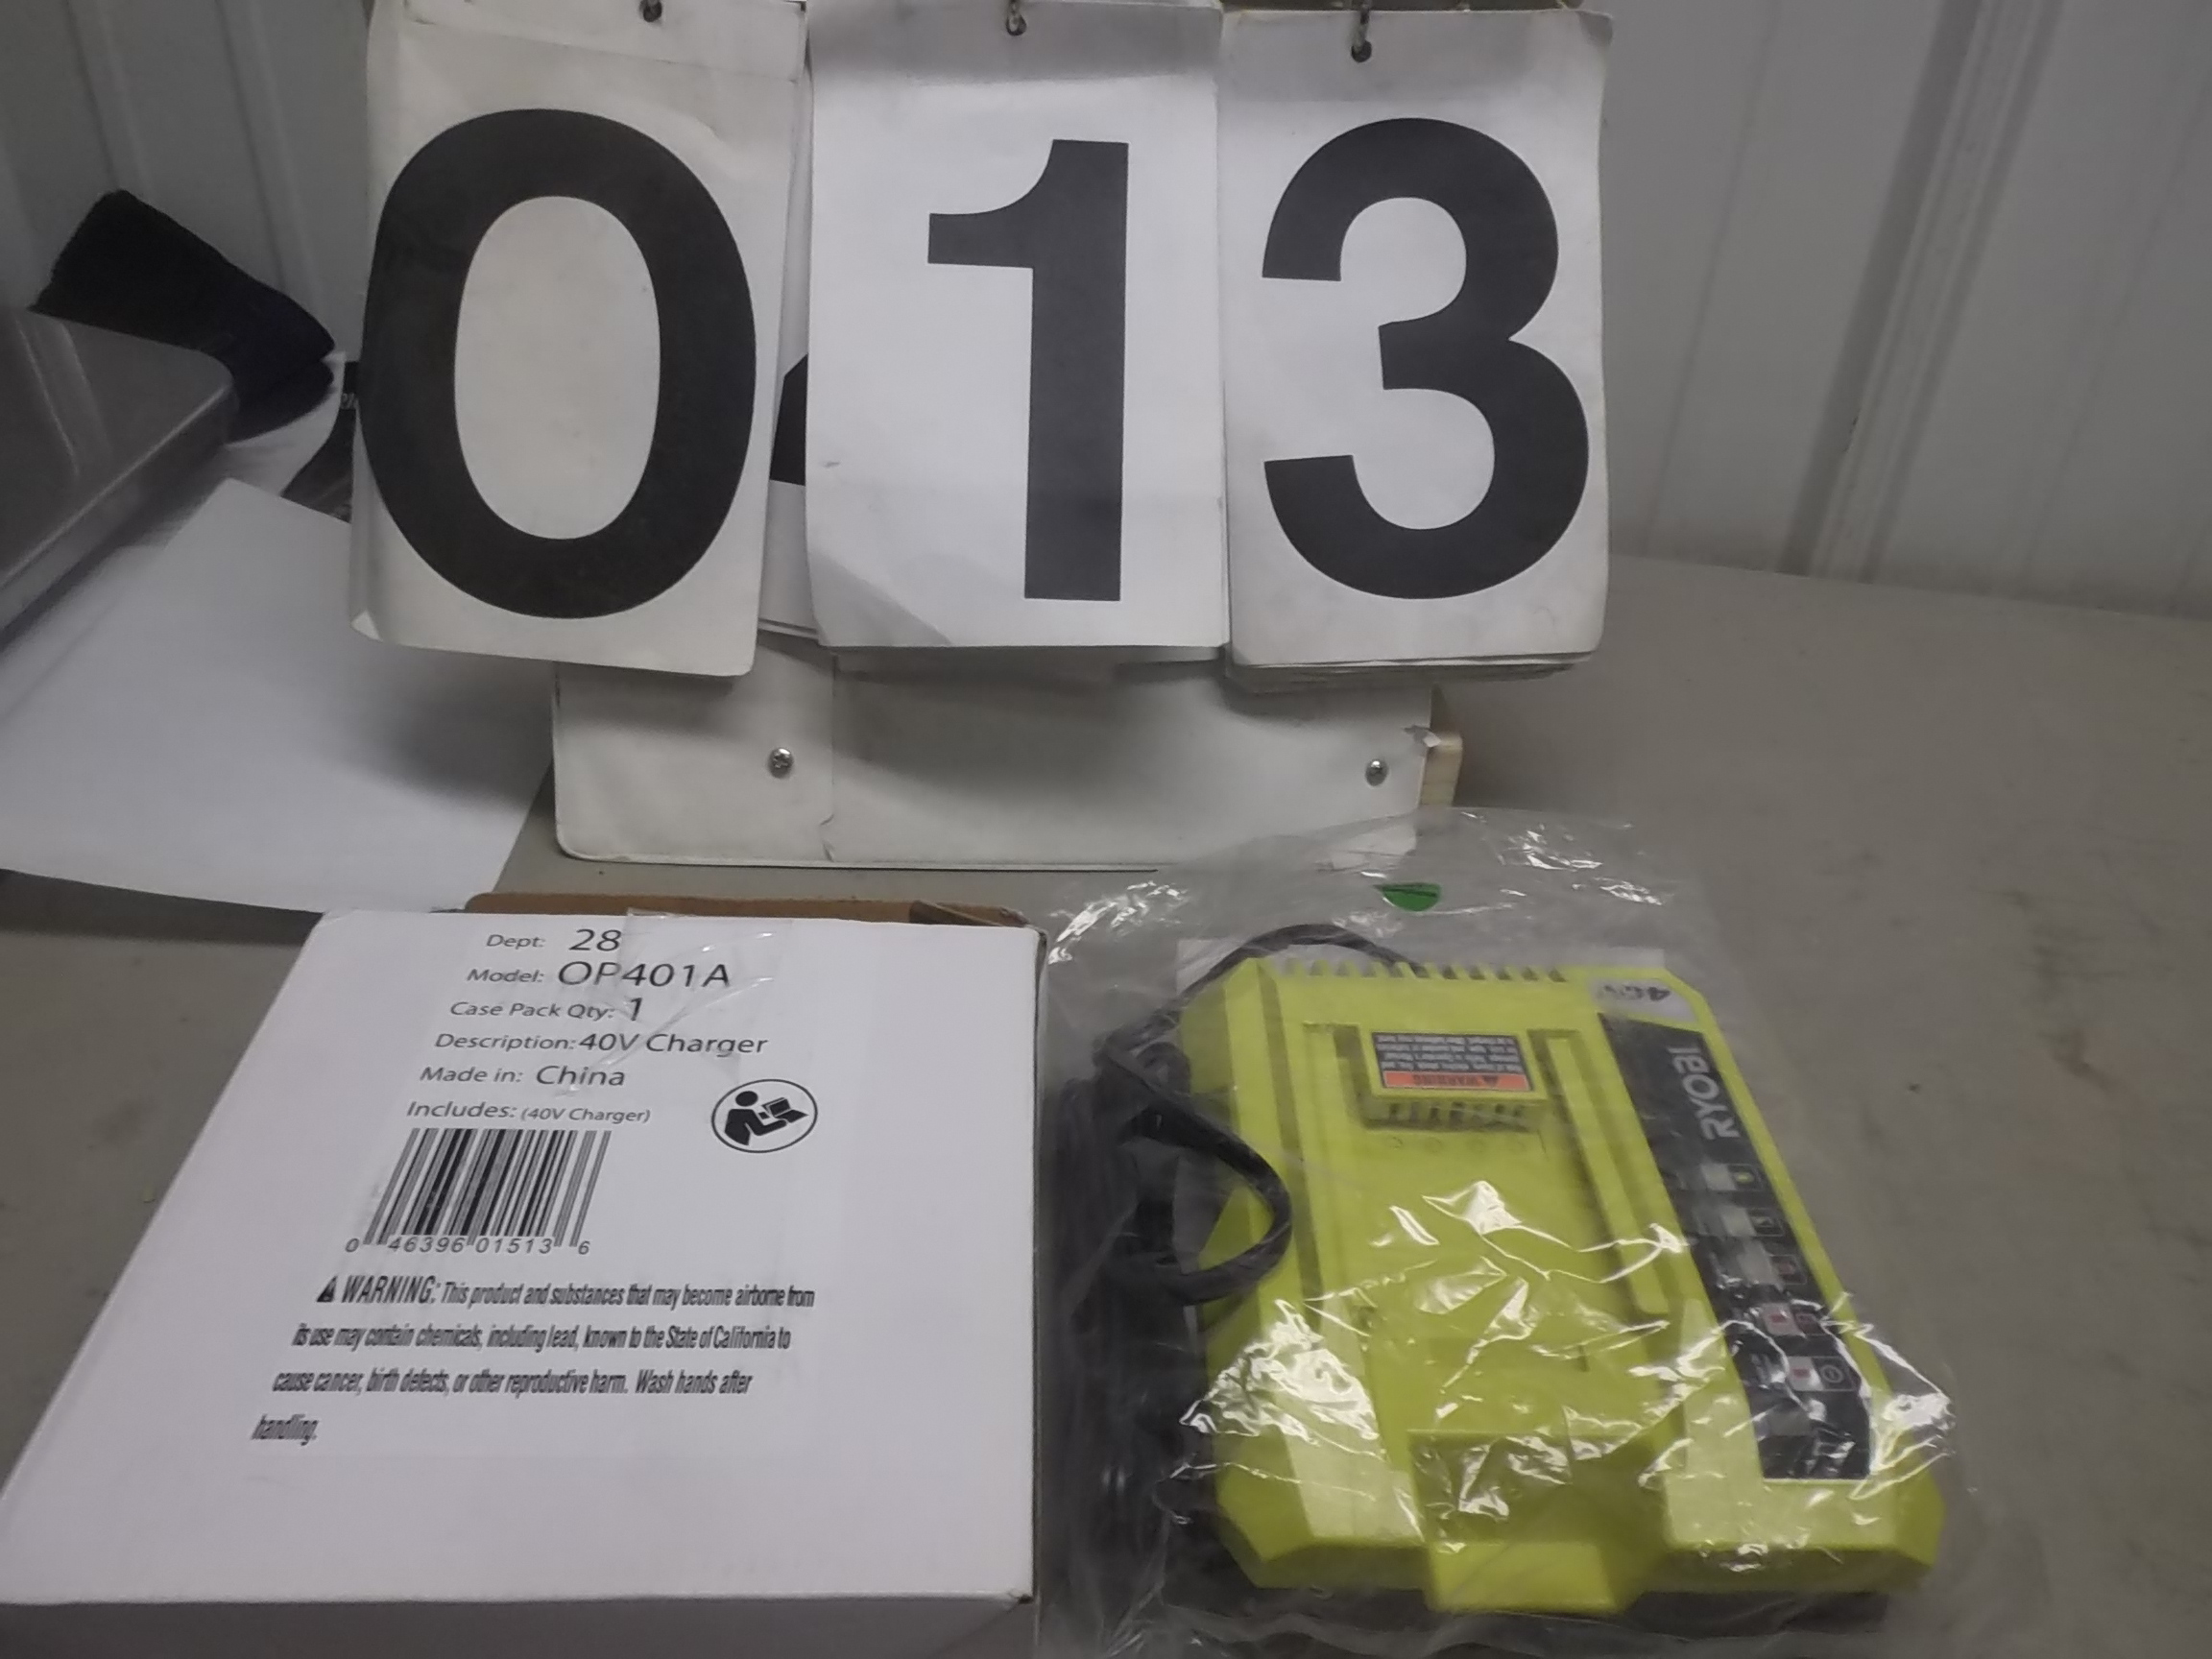 0 1 3
Dept: 28
Model: OP401A
Case Pack Qty: 1
Description: 40V Charger
Made in: China
Includes: (40V Charger)
0 46396 01513 6
WARNING: This product and substances that may become airborne from
its use may contain chemicals, including lead, known to the State of California to
cause cancer, birth defects, or other reproductive harm. Wash hands after
handling.
40V
RYOBI
WARNING